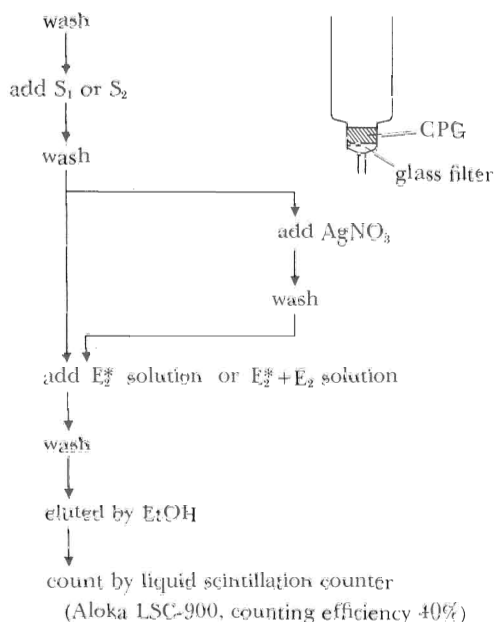 wash
add S₁ or S₂
CPG
wash
glass filter
add AgNO₃
wash
add E₂* solution or E₂*+E₂ solution
wash
eluted by EtOH
count by liquid scintillation counter
(Aloka LSC-900, counting efficiency 40%)